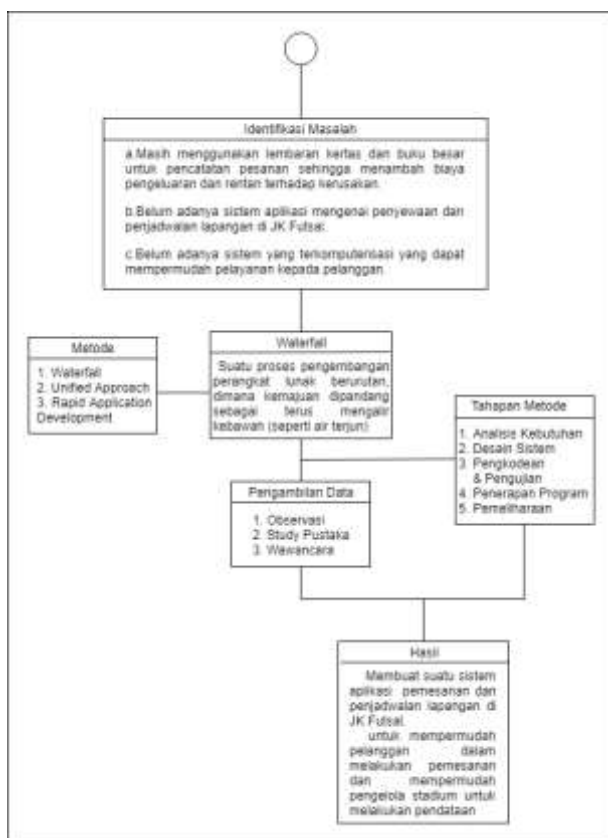 Identifikasi Masalah
a.Masih menggunakan lembaran kertas dan buku besar
untuk pencatatan pesanan sehingga menambah biaya
pengeluaran dan rentan terhadap kerusakan.
b.Belum adanya sistem aplikasi mengenai penyewaan dan
penjadwalan lapangan di JK Futsal.
c.Belum adanya sistem yang terkomputerisasi yang dapat
mempermudah pelayanan kepada pelanggan
Metode
1. Waterfall
2. Unified Approach
3. Rapid Application
Development
Waterfall
Suatu proses pengembangan
perangkat lunak berurutan,
dimana kemajuan dipandang
sebagai terus mengalir
kebawah (seperti air terjun)
Tahapan Metode
1. Analisis Kebutuhan
2. Desain Sistem
3. Pengkodean
& Pengujian
4. Penerapan Program
5. Pemeliharaan
Pengambilan Data
1. Observasi
2. Study Pustaka
3. Wawancara
Hasil
Membuat suatu sistem
aplikasi pemesanan dan
penjadwalan lapangan di
JK Futsal.
untuk mempermudah
pelanggan dalam
melakukan pemesanan
dan mempermudah
pengelola stadium untuk
melakukan pendataan